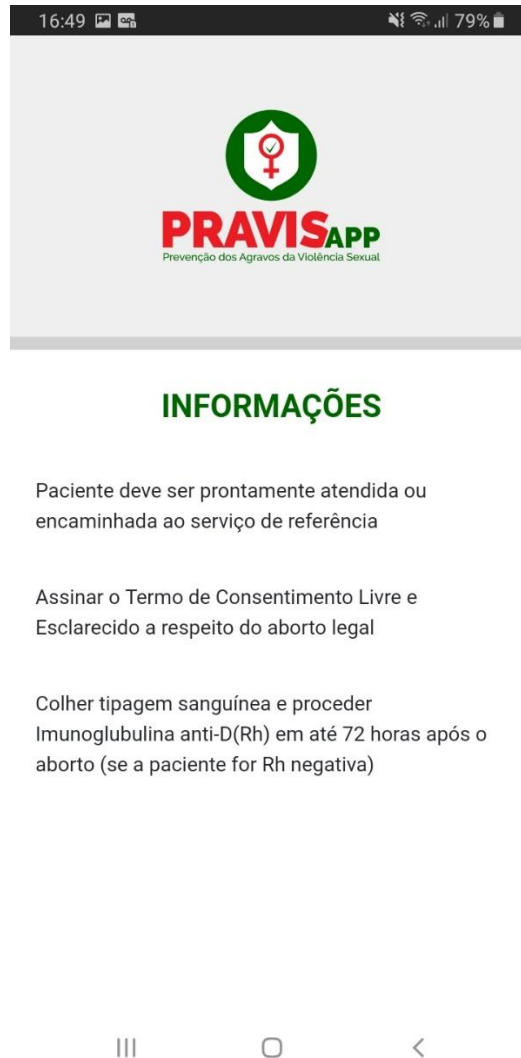 16:49 79%
PRAVISAPP
Prevenção dos Agravos da Violência Sexual
INFORMAÇÕES
Paciente deve ser prontamente atendida ou
encaminhada ao serviço de referência
Assinar o Termo de Consentimento Livre e
Esclarecido a respeito do aborto legal
Colher tipagem sanguínea e proceder
Imunoglubulina anti-D(Rh) em até 72 horas após o
aborto (se a paciente for Rh negativa)